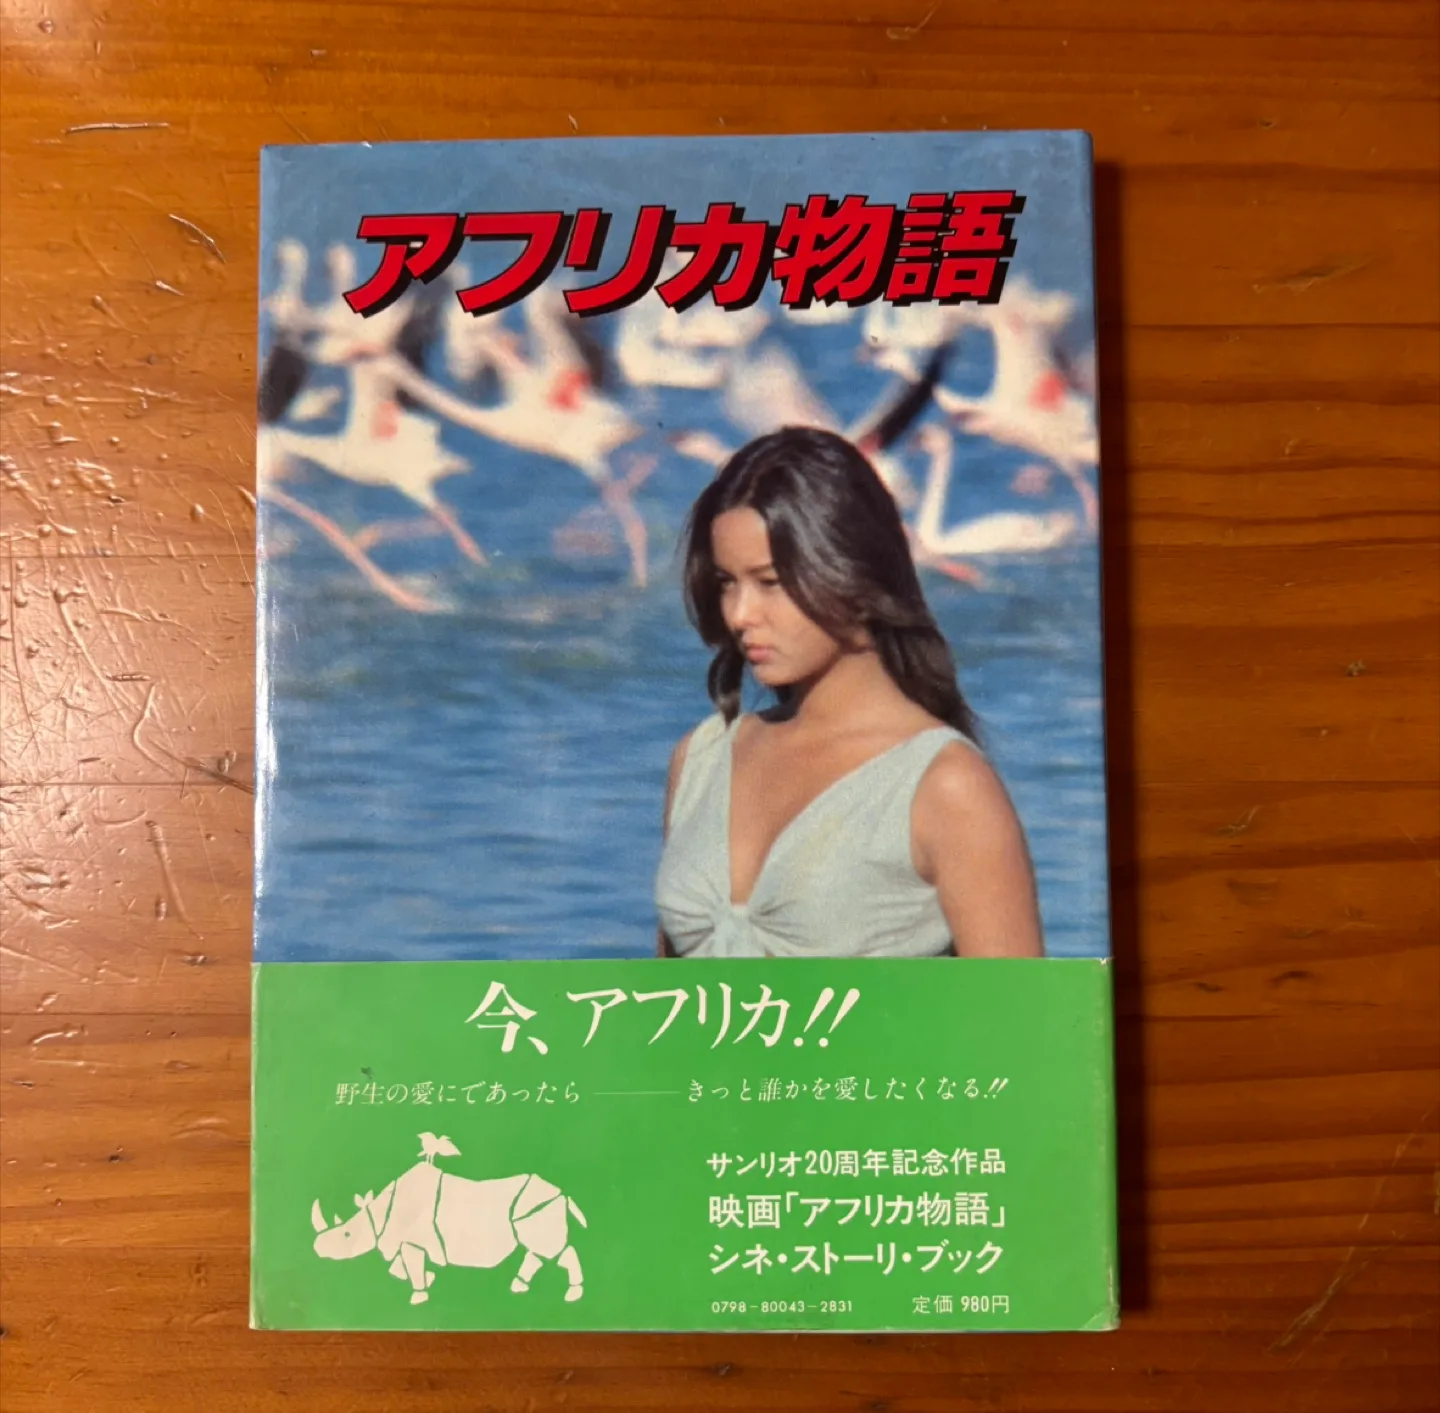 アフリカ物語
今、アフリカ!!
野生の愛にであったら――きっと誰かを愛したくなる!!
サンリオ20周年記念作品
映画「アフリカ物語」
シネ・ストーリ・ブック
0798-80043-2831 定価 980円